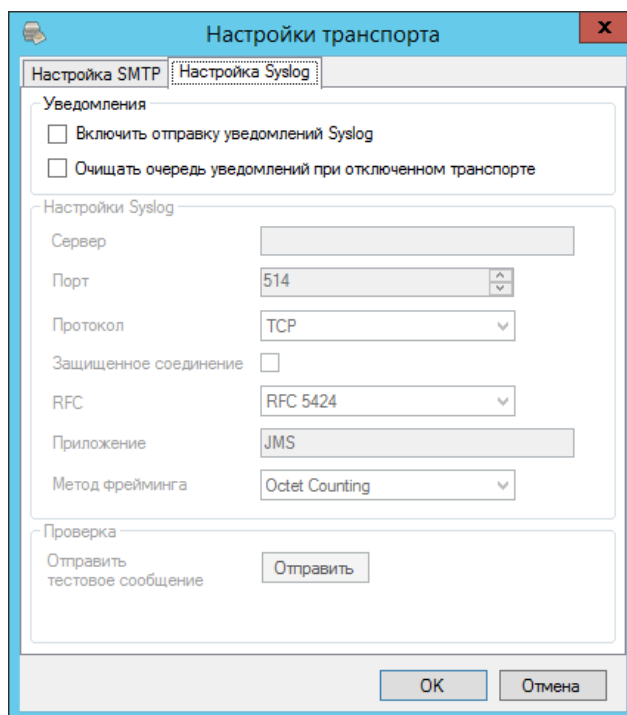 Настройки транспорта
x
Настройка SMTP
Настройка Syslog
Уведомления
Включить отправку уведомлений Syslog
Очищать очередь уведомлений при отключенном транспорте
Настройки Syslog
Сервер
Порт
514
Протокол
TCP
Защищенное соединение
RFC
RFC 5424
Приложение
JMS
Метод фрейминга
Octet Counting
Проверка
Отправить
тестовое сообщение
Отправить
OK
Отмена